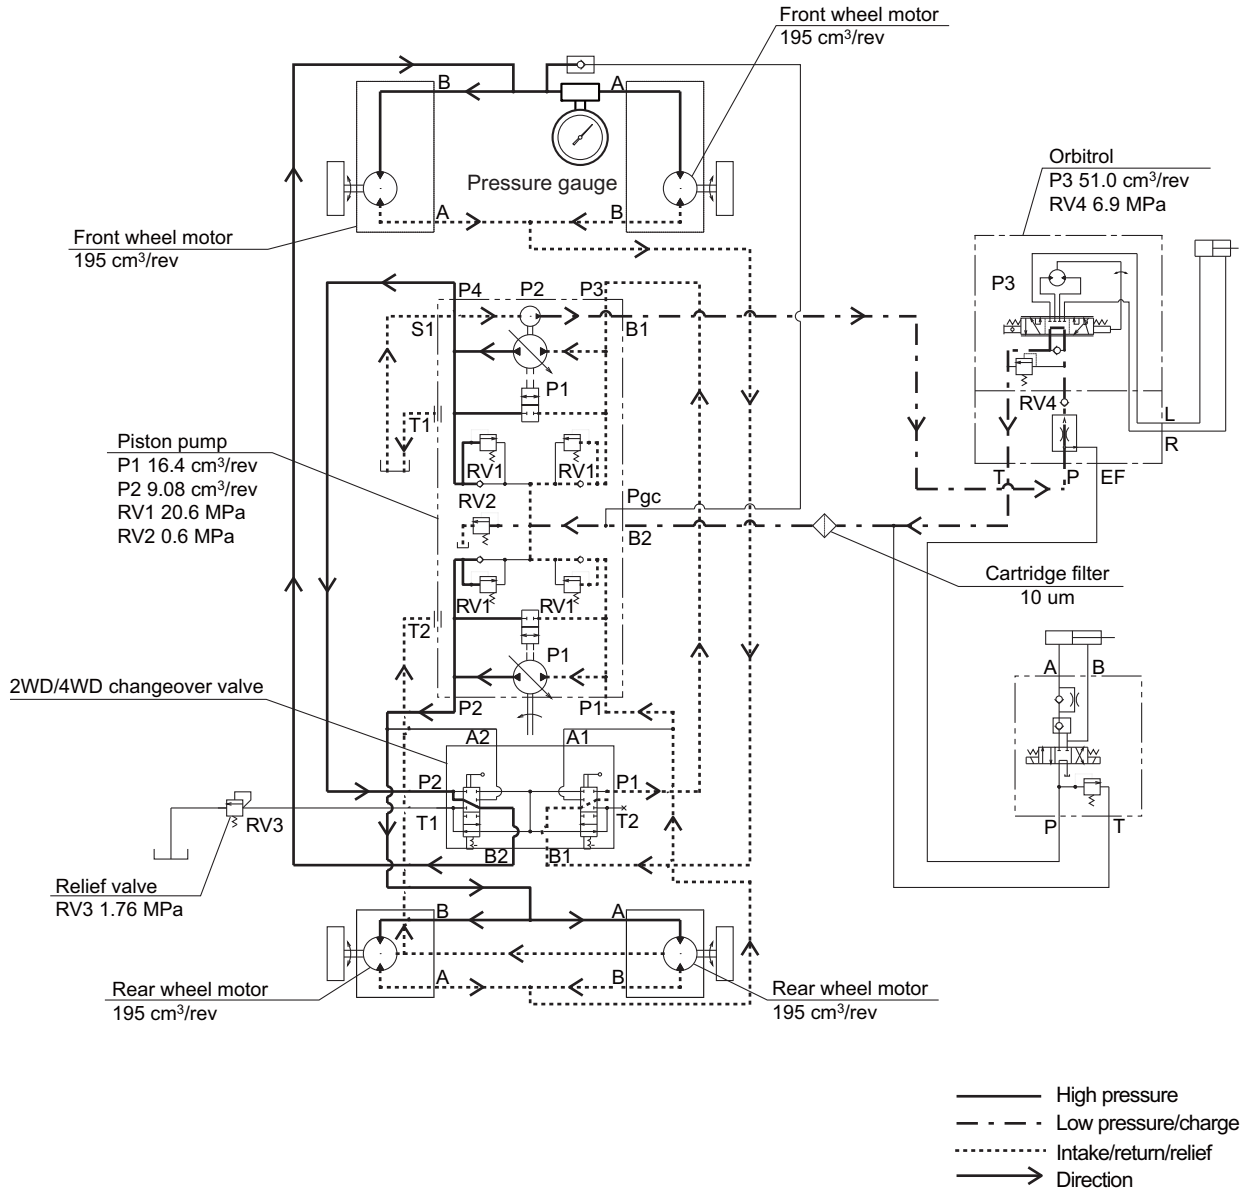 Front wheel motor
195 cm³/rev
B
A
Pressure gauge
A
B
Front wheel motor
195 cm³/rev
Orbitrol
P3 51.0 cm³/rev
RV4 6.9 MPa
P3
RV4
L
R
T
P
EF
P4
P2
P3
S1
B1
P1
T1
RV1
RV1
RV2
Pgc
B2
Piston pump
P1 16.4 cm³/rev
P2 9.08 cm³/rev
RV1 20.6 MPa
RV2 0.6 MPa
RV1
RV1
T2
P1
P2
P1
Cartridge filter
10 um
2WD/4WD changeover valve
A2
A1
P2
P1
T1
T2
B2
B1
RV3
Relief valve
RV3 1.76 MPa
A
B
P
T
B
A
A
B
Rear wheel motor
195 cm³/rev
Rear wheel motor
195 cm³/rev
High pressure
Low pressure/charge
Intake/return/relief
Direction